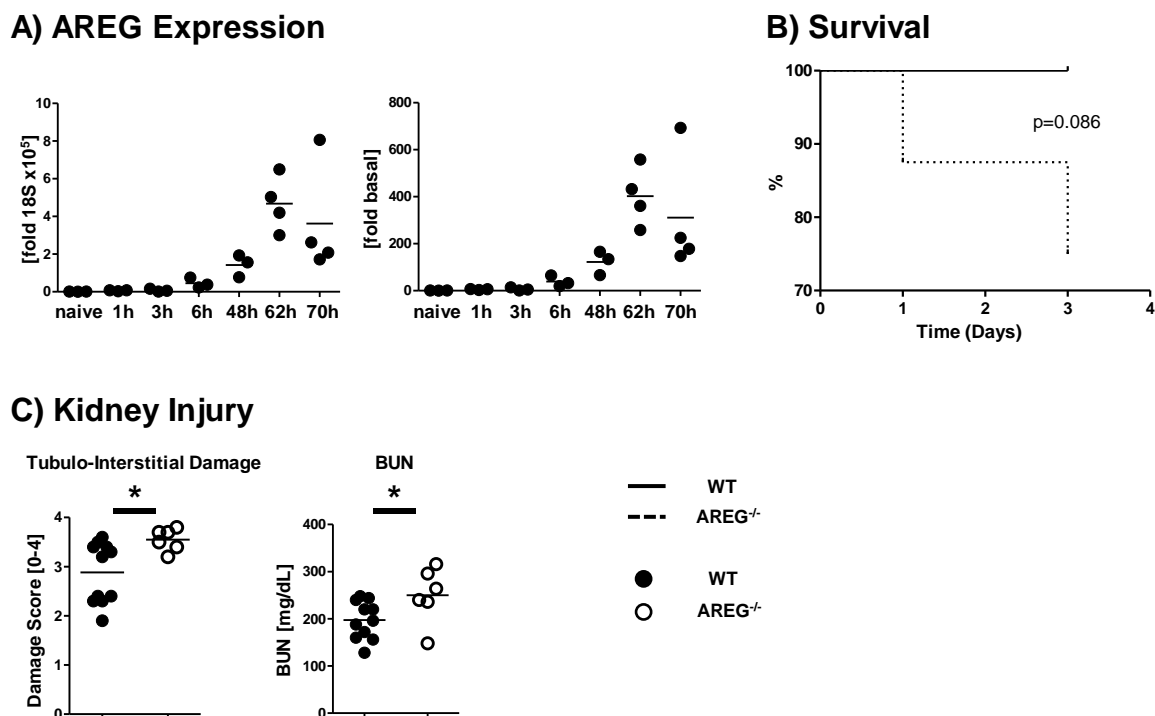 A) AREG Expression
B) Survival
[fold 18S x10⁵]
10
8
6
4
2
0
naive 1h 3h 6h 48h 62h 70h
[fold basal]
800
600
400
200
0
naive 1h 3h 6h 48h 62h 70h
%
100
90
80
70
p=0.086
0 1 2 3 4
Time (Days)
C) Kidney Injury
Tubulo-Interstitial Damage
*
Damage Score [0-4]
4
3
2
1
0
BUN
*
BUN [mg/dL]
400
300
200
100
0
WT
AREG⁻/⁻
WT
AREG⁻/⁻